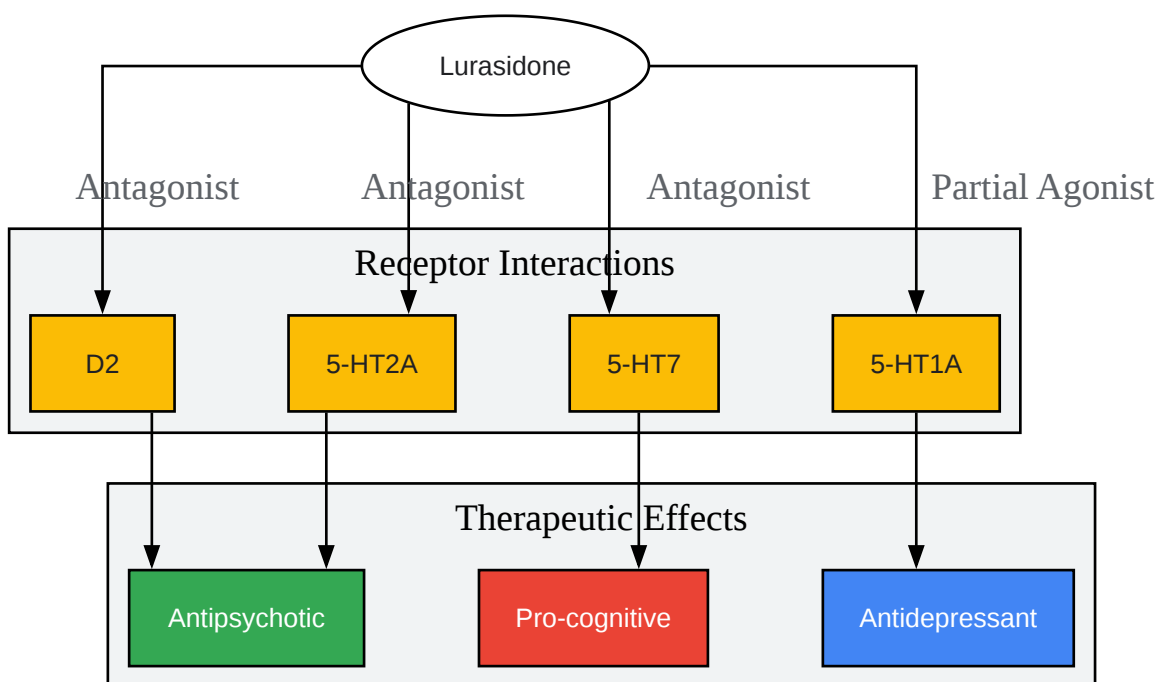 Lurasidone
Antagonist
Antagonist
Antagonist
Partial Agonist
Receptor Interactions
D2
5-HT2A
5-HT7
5-HT1A
Therapeutic Effects
Antipsychotic
Pro-cognitive
Antidepressant